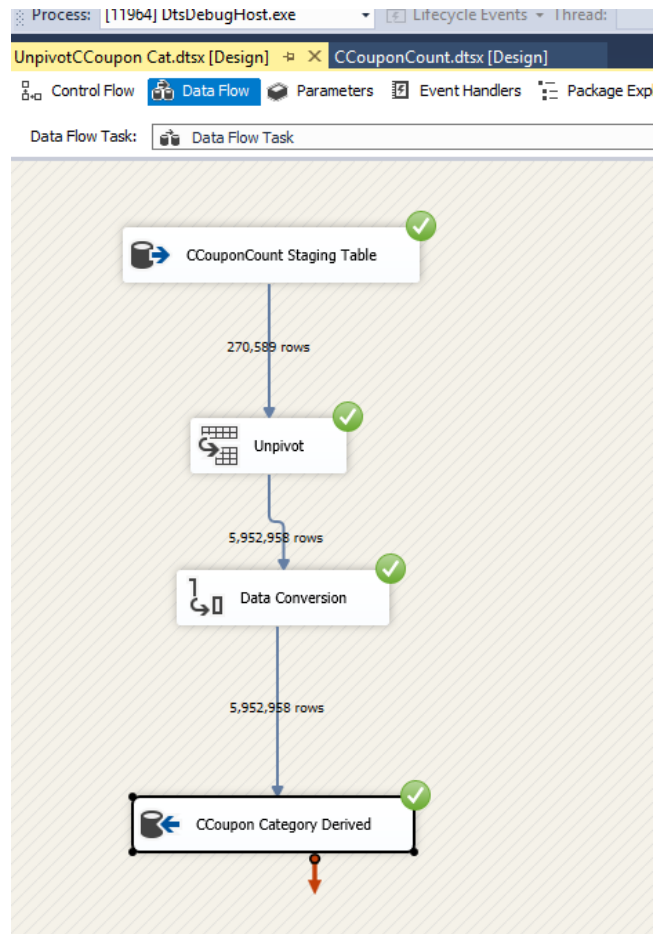 Process: [11964] DtsDebugHost.exe Lifecycle Events Thread:
UnpivotCCoupon Cat.dtsx [Design] CCouponCount.dtsx [Design]
Control Flow Data Flow Parameters Event Handlers Package Expl
Data Flow Task: Data Flow Task
CCouponCount Staging Table
270,589 rows
Unpivot
5,952,958 rows
Data Conversion
5,952,958 rows
CCoupon Category Derived